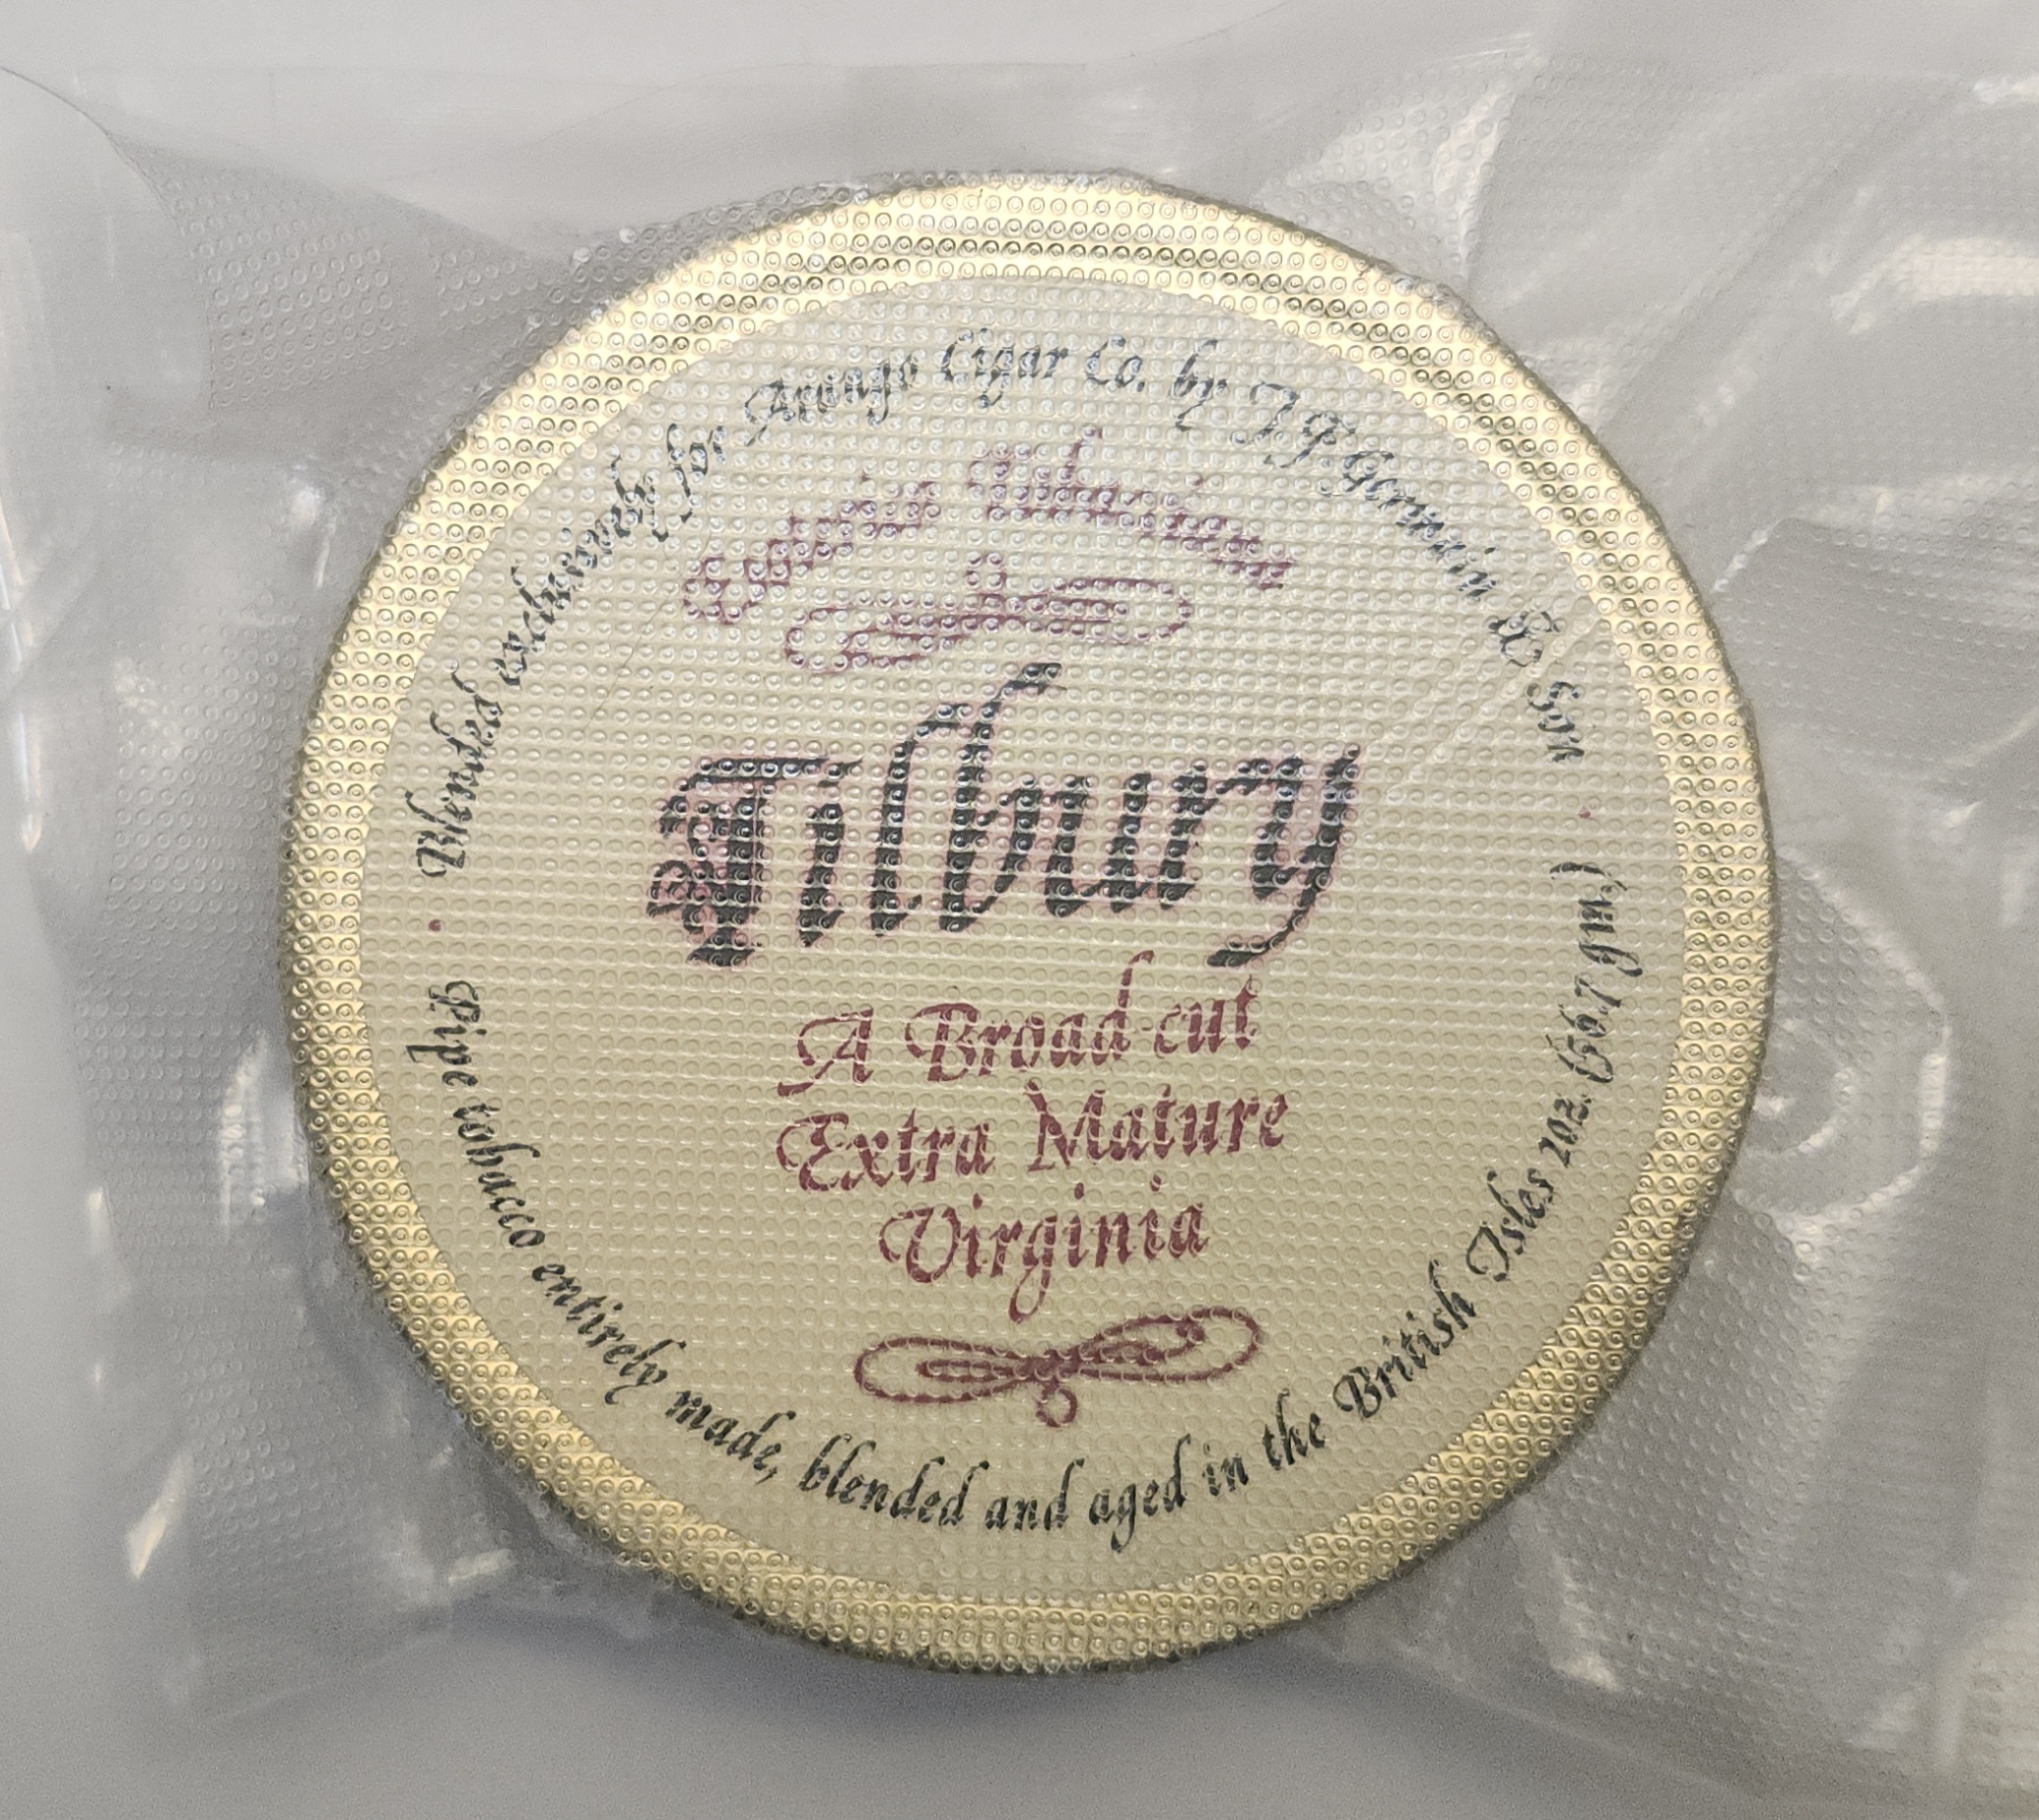 Blended exclusively for Arango Cigar Co. by J.F. Germain & Son
Tilbury
A Broad-cut
Extra Mature
Virginia
pipe tobacco entirely made, blended and aged in the British Isles 2oz. (56.7 gm.)